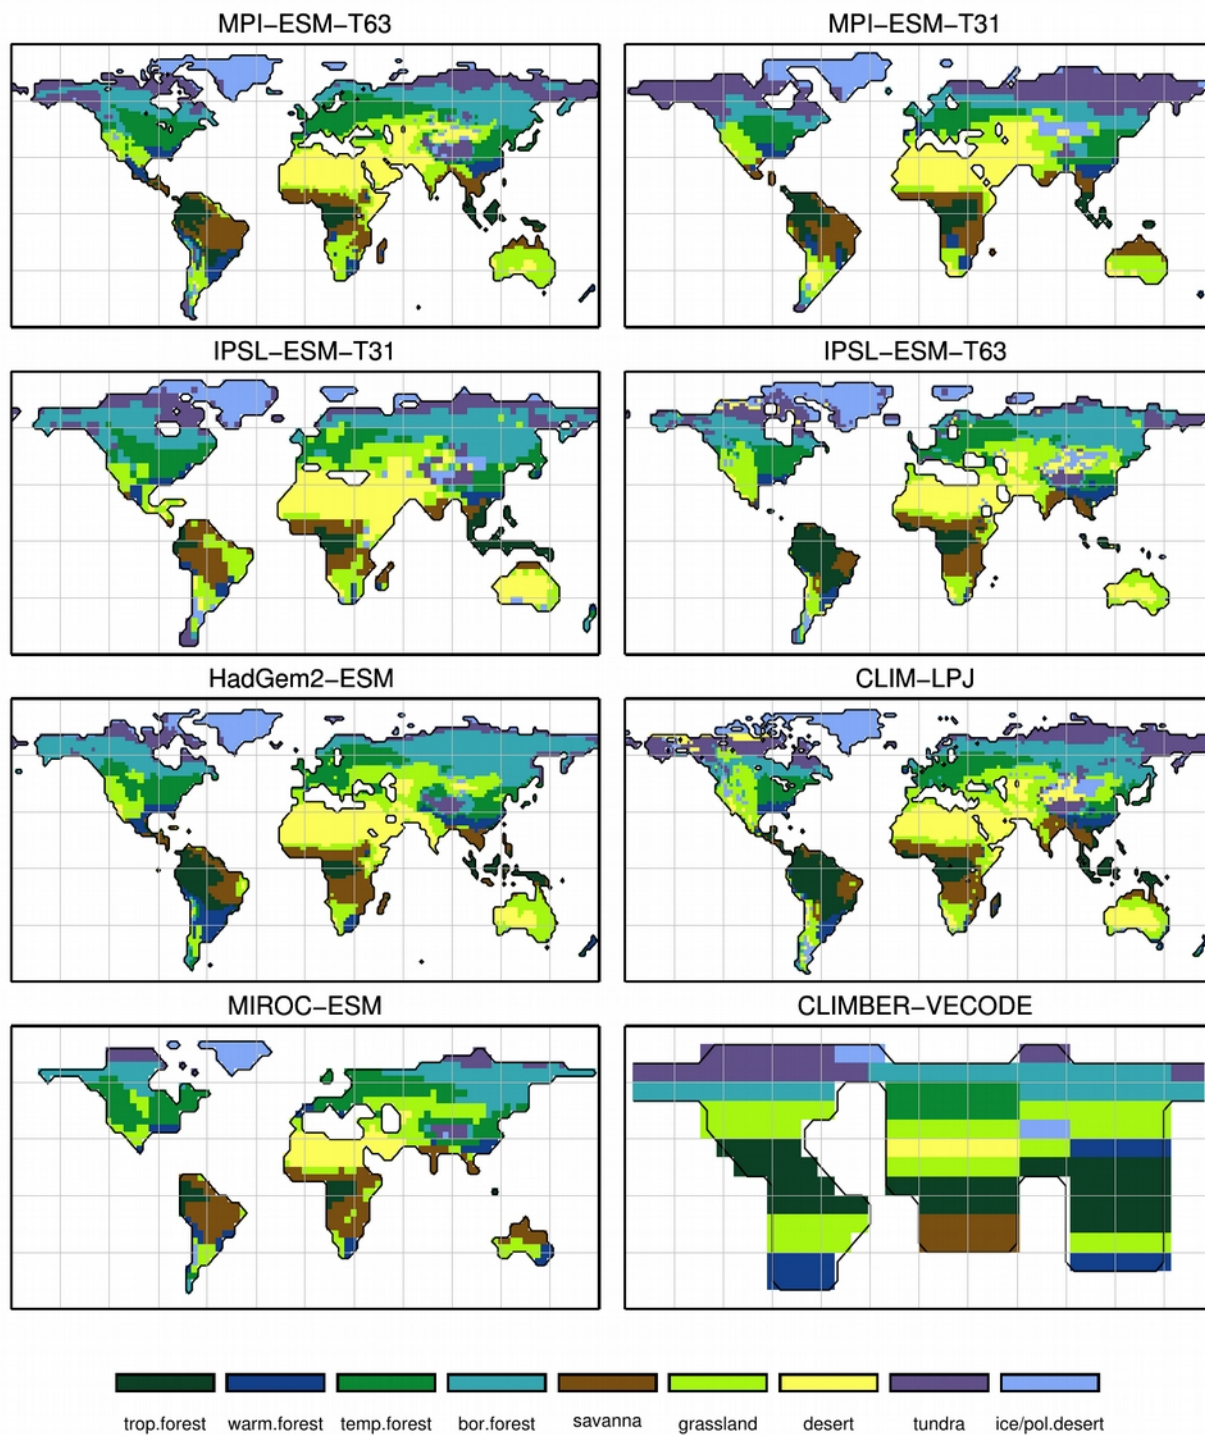 MPI−ESM−T63
MPI−ESM−T31
IPSL−ESM−T31
IPSL−ESM−T63
HadGem2−ESM
CLIM−LPJ
MIROC−ESM
CLIMBER−VECODE
trop.forest warm.forest temp.forest bor.forest savanna grassland desert tundra ice/pol.desert